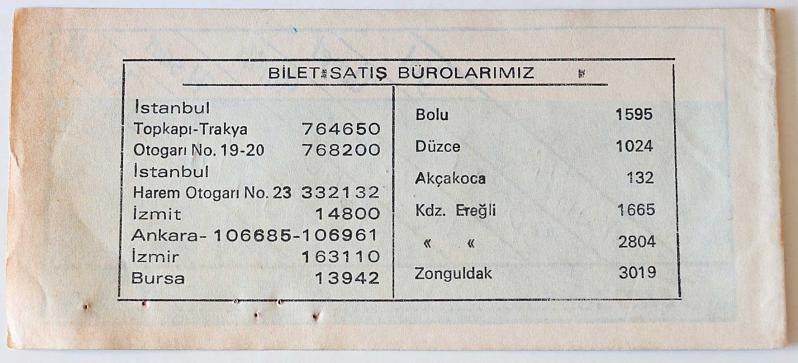 BİLET SATIŞ BÜROLARIMIZ
İstanbul
Topkapı-Trakya 764650
Otogarı No. 19-20 768200
İstanbul
Harem Otogarı No. 23 332132
İzmit 14800
Ankara- 106685-106961
İzmir 163110
Bursa 13942
Bolu 1595
Düzce 1024
Akçakoca 132
Kdz. Ereğli 1665
« « 2804
Zonguldak 3019